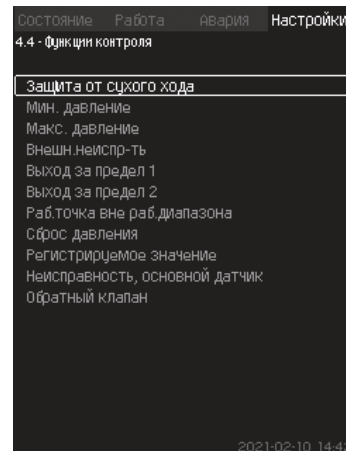 Состояние Работа Авария Настройки
4.4 - Функции контроля
Защита от сухого хода
Мин. давление
Макс. давление
Внешн.неиспр-ть
Выход за предел 1
Выход за предел 2
Раб.точка вне раб.диапазона
Сброс давления
Регистрируемое значение
Неисправность, основной датчик
Обратный клапан
2021-02-10 14:4